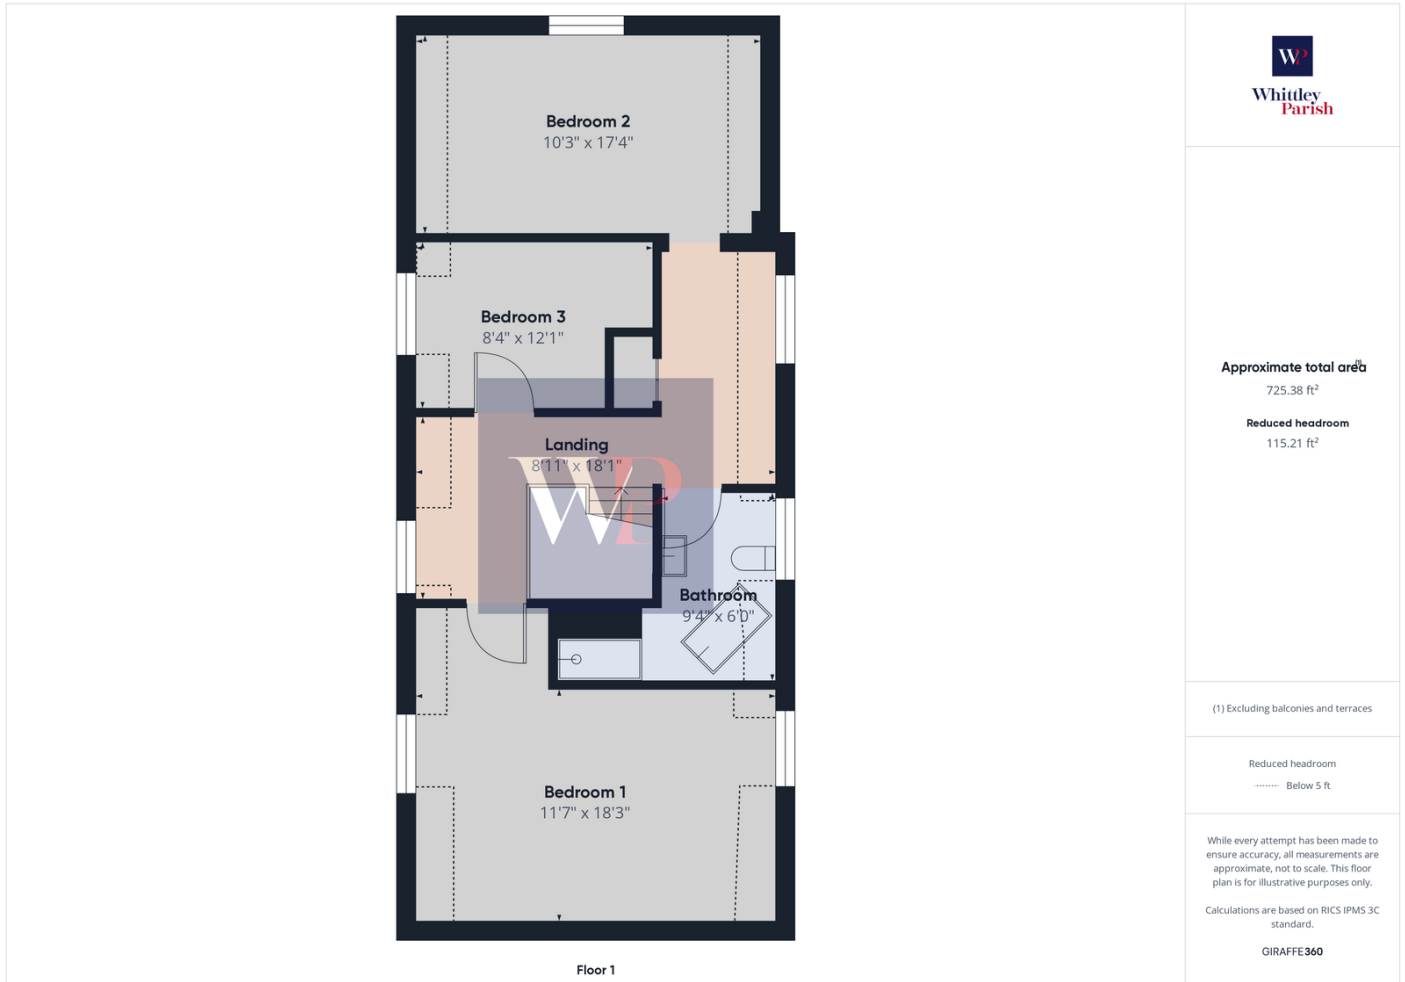 Bedroom 2
10'3" x 17'4"
Bedroom 3
8'4" x 12'1"
Landing
8'11" x 18'1"
WP
Bathroom
9'4" x 6'0"
Bedroom 1
11'7" x 18'3"
Floor 1
WP
Whittley
Parish
Approximate total area(1)
725.38 ft²
Reduced headroom
115.21 ft²
(1) Excluding balconies and terraces
Reduced headroom
Below 5 ft
While every attempt has been made to
ensure accuracy, all measurements are
approximate, not to scale. This floor
plan is for illustrative purposes only.
Calculations are based on RICS IPMS 3C
standard.
GIRAFFE360